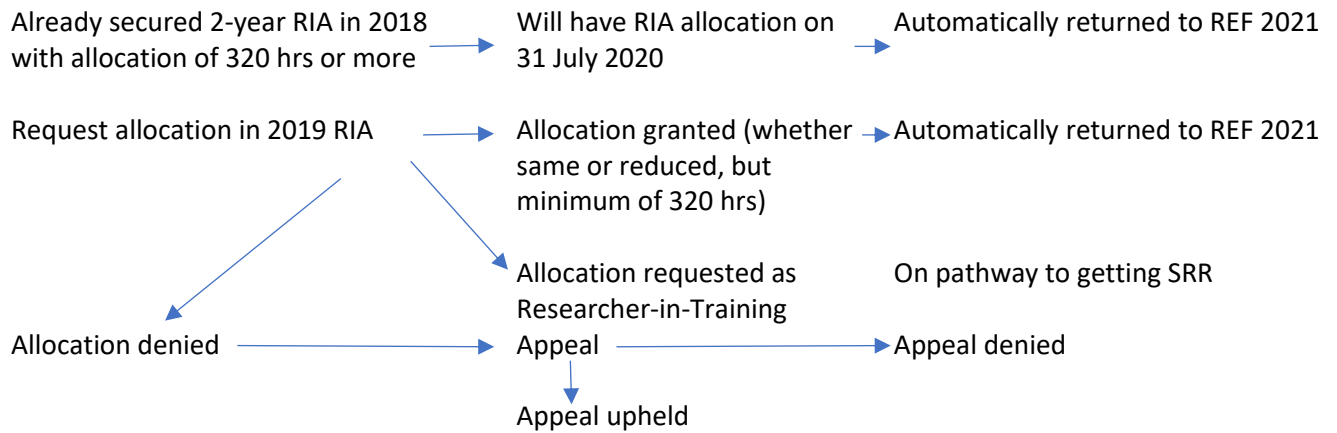 Already secured 2-year RIA in 2018
with allocation of 320 hrs or more
Will have RIA allocation on
31 July 2020
Automatically returned to REF 2021
Request allocation in 2019 RIA
Allocation granted (whether
same or reduced, but
minimum of 320 hrs)
Automatically returned to REF 2021
Allocation requested as
Researcher-in-Training
On pathway to getting SRR
Allocation denied
Appeal
Appeal denied
Appeal upheld